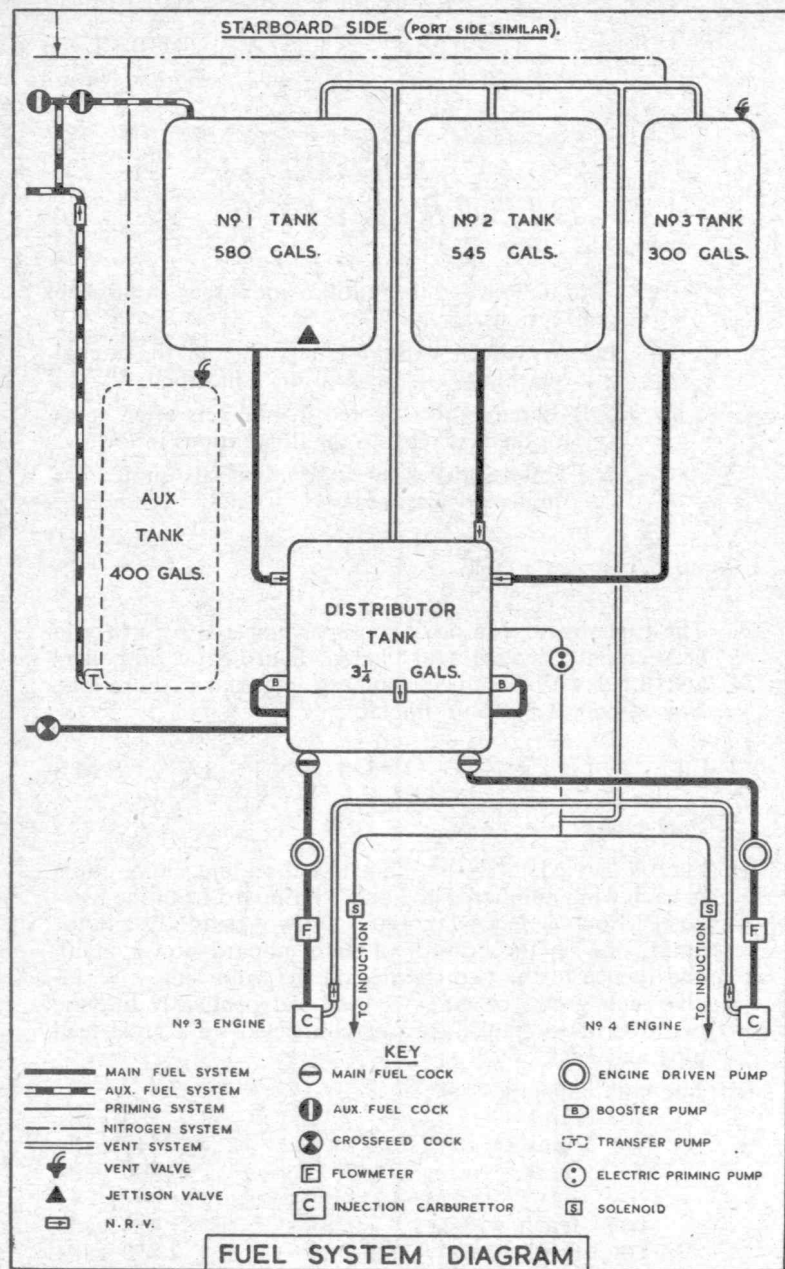 STARBOARD SIDE (PORT SIDE SIMILAR).
Nº 1 TANK
580 GALS.
Nº 2 TANK
545 GALS.
Nº 3 TANK
300 GALS.
AUX.
TANK
400 GALS.
T
DISTRIBUTOR
TANK
3¼ GALS.
B
B
F
F
S
S
TO INDUCTION
TO INDUCTION
C
C
Nº 3 ENGINE
Nº 4 ENGINE
KEY
MAIN FUEL SYSTEM
AUX. FUEL SYSTEM
PRIMING SYSTEM
NITROGEN SYSTEM
VENT SYSTEM
VENT VALVE
JETTISON VALVE
N.R.V.
MAIN FUEL COCK
AUX. FUEL COCK
CROSSFEED COCK
F FLOWMETER
C INJECTION CARBURETTOR
ENGINE DRIVEN PUMP
B BOOSTER PUMP
T TRANSFER PUMP
ELECTRIC PRIMING PUMP
S SOLENOID
FUEL SYSTEM DIAGRAM